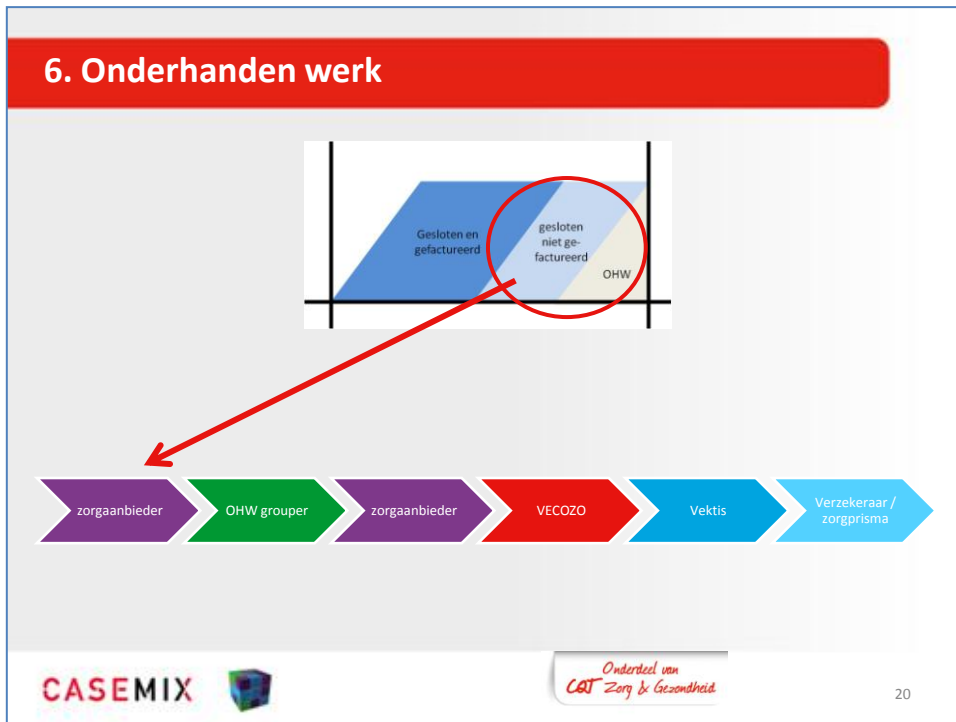 6. Onderhanden werk
Gesloten en
gefactureerd
gesloten
niet ge-
factureerd
OHW
zorgaanbieder
OHW grouper
zorgaanbieder
VECOZO
Vektis
Verzekeraar /
zorgprisma
CASEMIX
Onderdeel van
CQT Zorg & Gezondheid
20